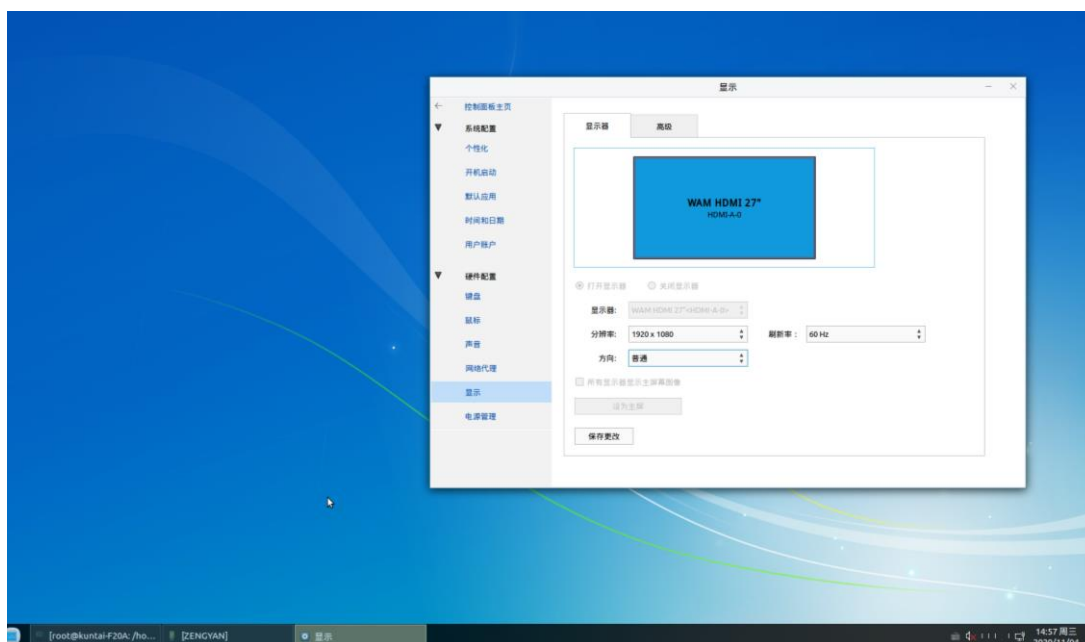 显示
控制面板主页
系统配置
个性化
开机启动
默认应用
时间和日期
用户账户
硬件配置
键盘
鼠标
声音
网络代理
显示
电源管理
显示器 高级
WAM HDMI 27"
HDMI-A-0
打开显示器 关闭显示器
显示器: WAM HDMI 27"<HDMI-A-0>
分辨率: 1920 x 1080 刷新率: 60 Hz
方向: 普通
所有显示器显示主屏幕图像
设为主屏
保存更改
[root@kuntai-F20A: /ho... [ZENGYAN] 显示
14:57 周三